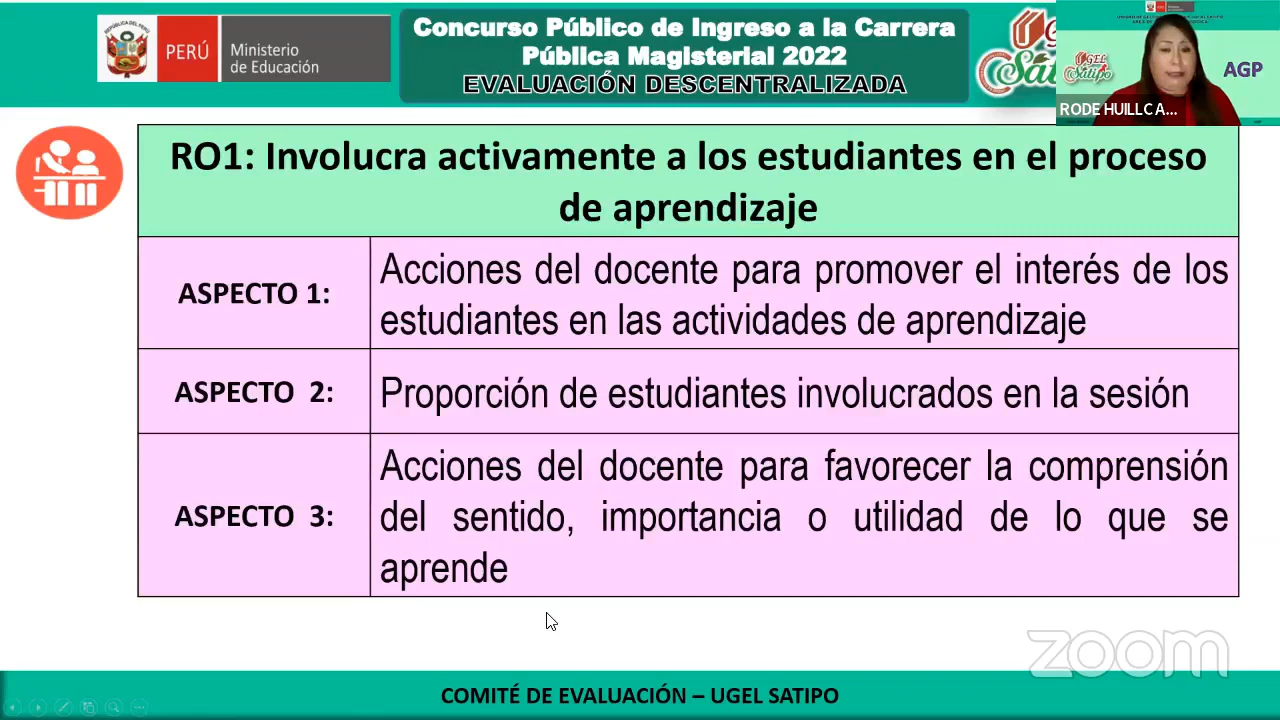 REPÚBLICA DEL PERÚ
PERÚ
Ministerio
de Educación
Concurso Público de Ingreso a la Carrera
Pública Magisterial 2022
EVALUACIÓN DESCENTRALIZADA
UGEL
Satipo
AGP
RODE HUILLC A...
RO1: Involucra activamente a los estudiantes en el proceso
de aprendizaje
ASPECTO 1:
Acciones del docente para promover el interés de los
estudiantes en las actividades de aprendizaje
ASPECTO 2:
Proporción de estudiantes involucrados en la sesión
ASPECTO 3:
Acciones del docente para favorecer la comprensión
del sentido, importancia o utilidad de lo que se
aprende
zoom
COMITÉ DE EVALUACIÓN – UGEL SATIPO